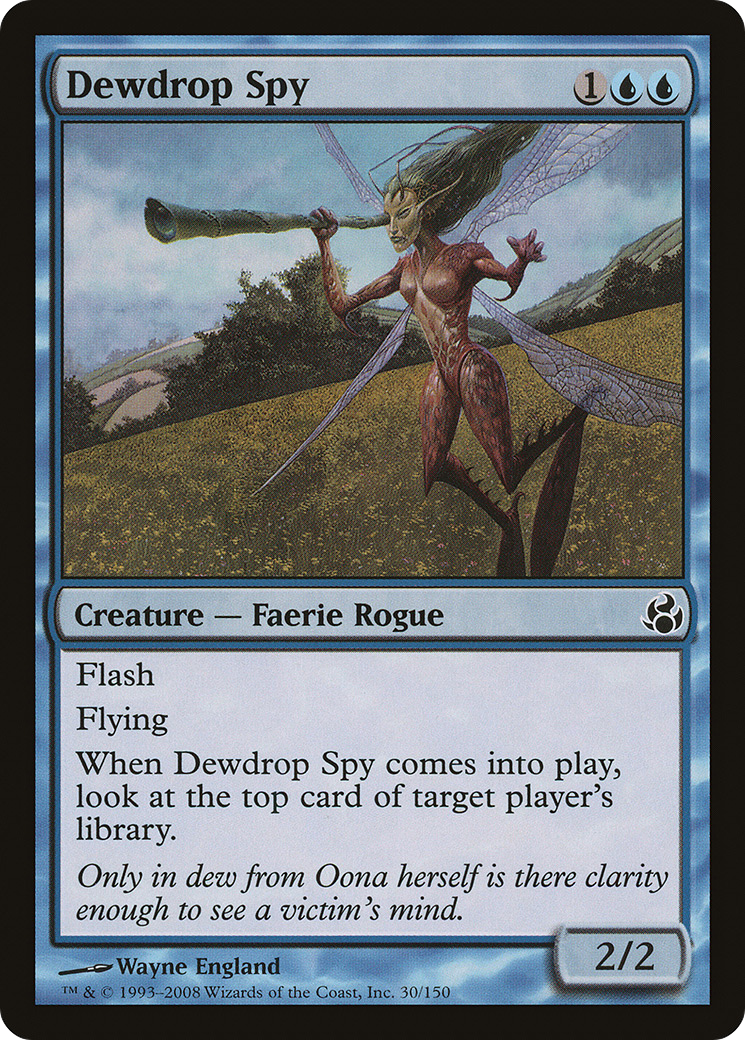 Dewdrop Spy 1
Creature — Faerie Rogue
Flash
Flying
When Dewdrop Spy comes into play,
look at the top card of target player's
library.
Only in dew from Oona herself is there clarity
enough to see a victim's mind.
2/2
Wayne England
™ & © 1993–2008 Wizards of the Coast, Inc. 30/150